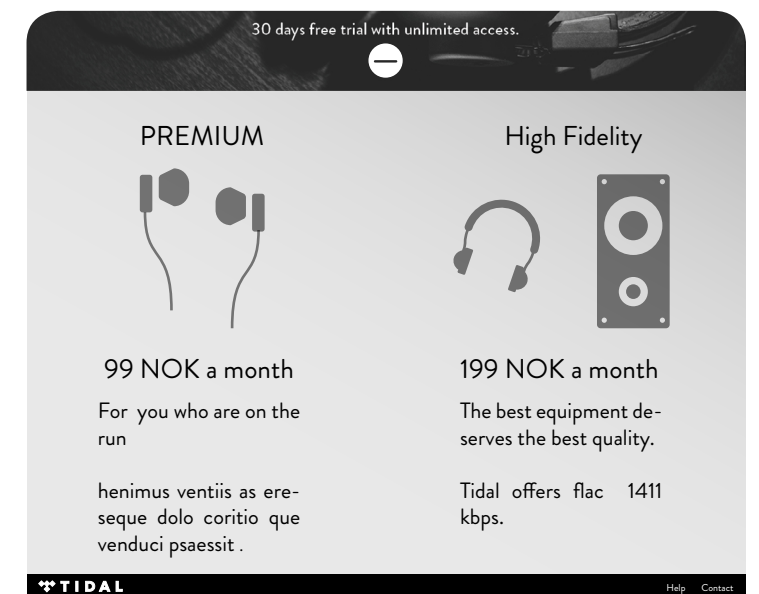 30 days free trial with unlimited access.
PREMIUM
99 NOK a month
For you who are on the
run
henimus ventiis as ere-
seque dolo coritio que
venduci psaessit .
High Fidelity
199 NOK a month
The best equipment de-
serves the best quality.
Tidal offers flac 1411
kbps.
TIDAL
Help Contact